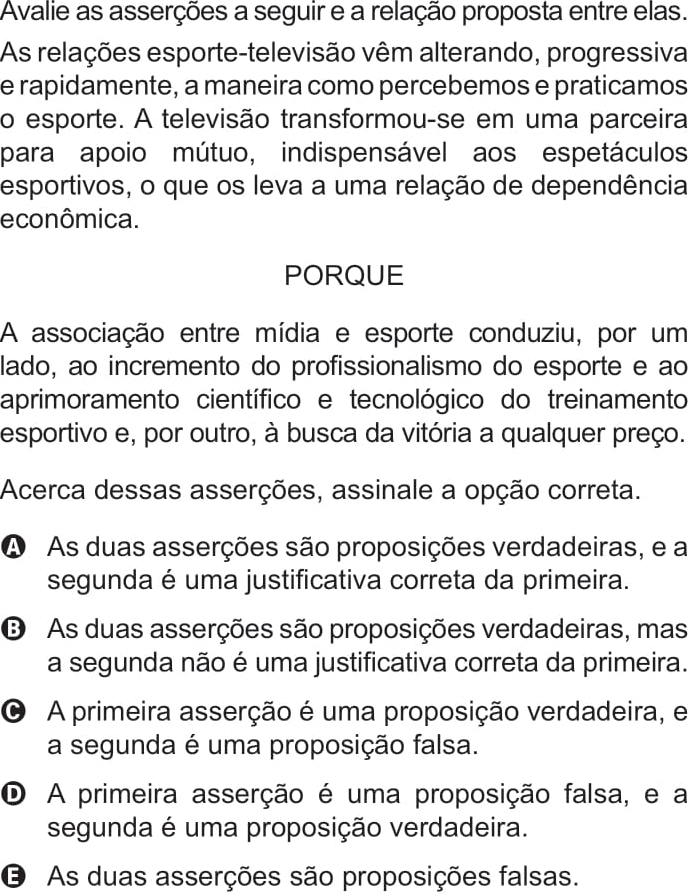 Avalie as asserções a seguir e a relação proposta entre elas.
As relações esporte-televisão vêm alterando, progressiva
e rapidamente, a maneira como percebemos e praticamos
o esporte. A televisão transformou-se em uma parceira
para apoio mútuo, indispensável aos espetáculos
esportivos, o que os leva a uma relação de dependência
econômica.
PORQUE
A associação entre mídia e esporte conduziu, por um
lado, ao incremento do profissionalismo do esporte e ao
aprimoramento científico e tecnológico do treinamento
esportivo e, por outro, à busca da vitória a qualquer preço.
Acerca dessas asserções, assinale a opção correta.
A As duas asserções são proposições verdadeiras, e a
segunda é uma justificativa correta da primeira.
B As duas asserções são proposições verdadeiras, mas
a segunda não é uma justificativa correta da primeira.
C A primeira asserção é uma proposição verdadeira, e
a segunda é uma proposição falsa.
D A primeira asserção é uma proposição falsa, e a
segunda é uma proposição verdadeira.
E As duas asserções são proposições falsas.